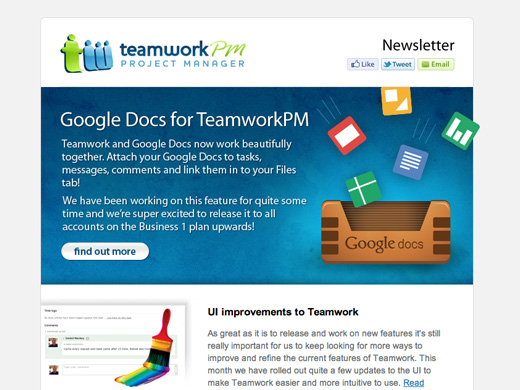 teamworkPM
PROJECT MANAGER
Newsletter
Like
Tweet
Email
Google Docs for TeamworkPM
Teamwork and Google Docs now work beautifully
together. Attach your Google Docs to tasks,
messages, comments and link them in to your Files
tab!
We have been working on this feature for quite some
time and we're super excited to release it to all
accounts on the Business 1 plan upwards!
find out more
Google docs
UI improvements to Teamwork
As great as it is to release and work on new features it's still
really important for us to keep looking for more ways to
improve and refine the current features of Teamwork. This
month we have rolled out quite a few updates to the UI to
make Teamwork easier and more intuitive to use. Read